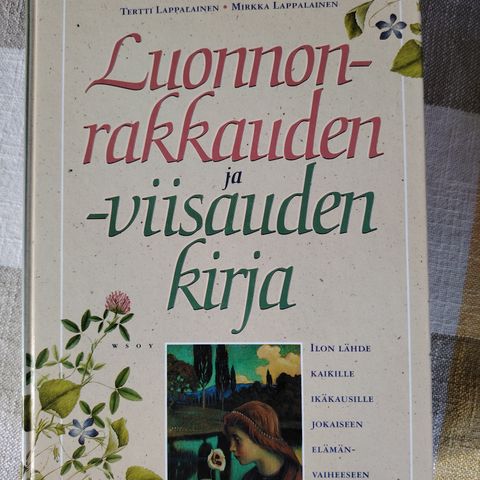 TERTTI LAPPALAINEN • MIRKKA LAPPALAINEN
Luonnon-
rakkauden
ja
-viisauden
kirja
WSOY
ILON LÄHDE
KAIKILLE
IKÄKAUSILLE
JOKAISEEN
ELÄMÄN-
VAIHEESEEN